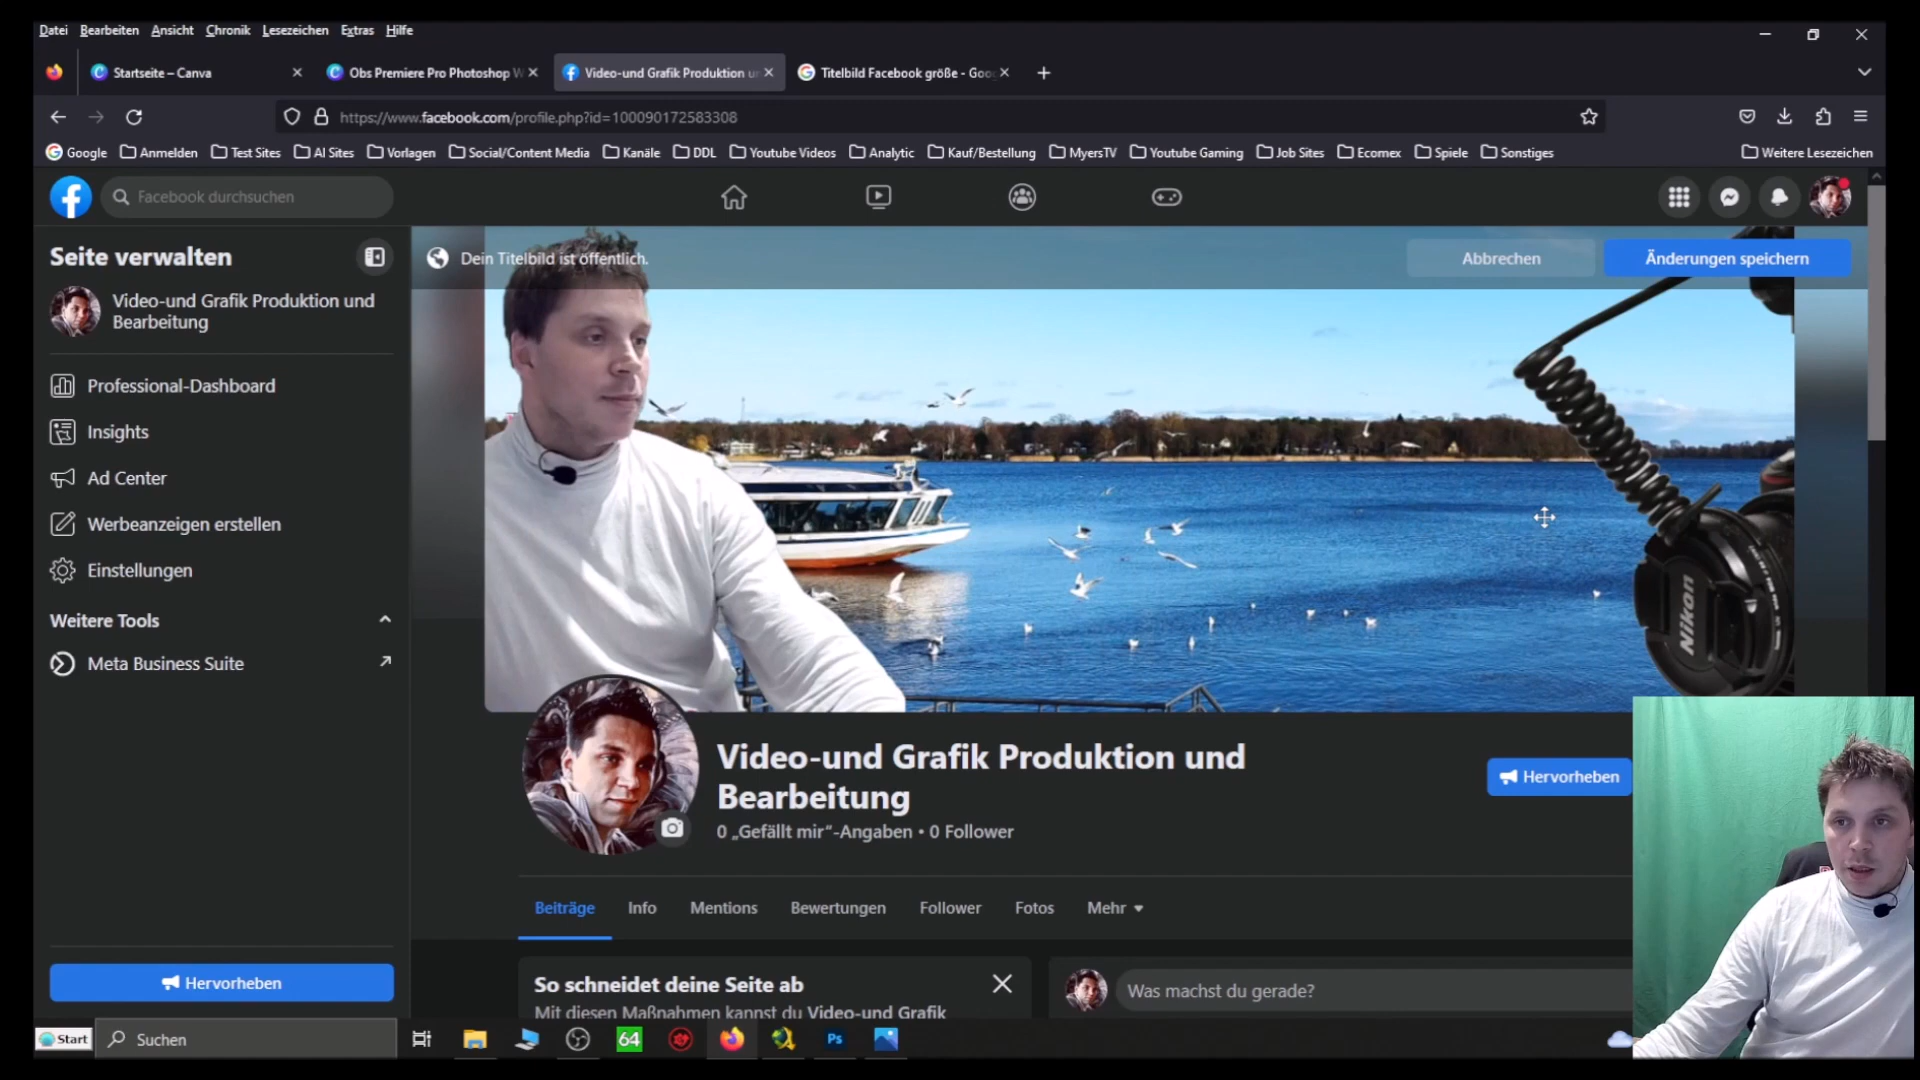 Datei Bearbeiten Ansicht Chronik Lesezeichen Extras Hilfe
Startseite – Canva
Obs Premiere Pro Photoshop
Video-und Grafik Produktion
Titelbild Facebook größe -
https://www.facebook.com/profile.php?id=100090172583308
Google Anmelden Test Sites AI Sites Vorlagen Social/Content Media Kanäle DDL Youtube Videos Analytic Kauf/Bestellung MyersTV Youtube Gaming Job Sites Ecomex Spiele Sonstiges Weitere Lesezeichen
Facebook durchsuchen
Seite verwalten
Video-und Grafik Produktion und
Bearbeitung
Professional-Dashboard
Insights
Ad Center
Werbeanzeigen erstellen
Einstellungen
Weitere Tools
Meta Business Suite
Hervorheben
Dein Titelbild ist öffentlich.
Abbrechen
Änderungen speichern
Nikon
Video-und Grafik Produktion und
Bearbeitung
0 „Gefällt mir“-Angaben • 0 Follower
Hervorheben
Beiträge Info Mentions Bewertungen Follower Fotos Mehr
So schneidet deine Seite ab
Mit diesen Maßnahmen kannst du Video-und Grafik
Was machst du gerade?
Start
Suchen
64
Ps